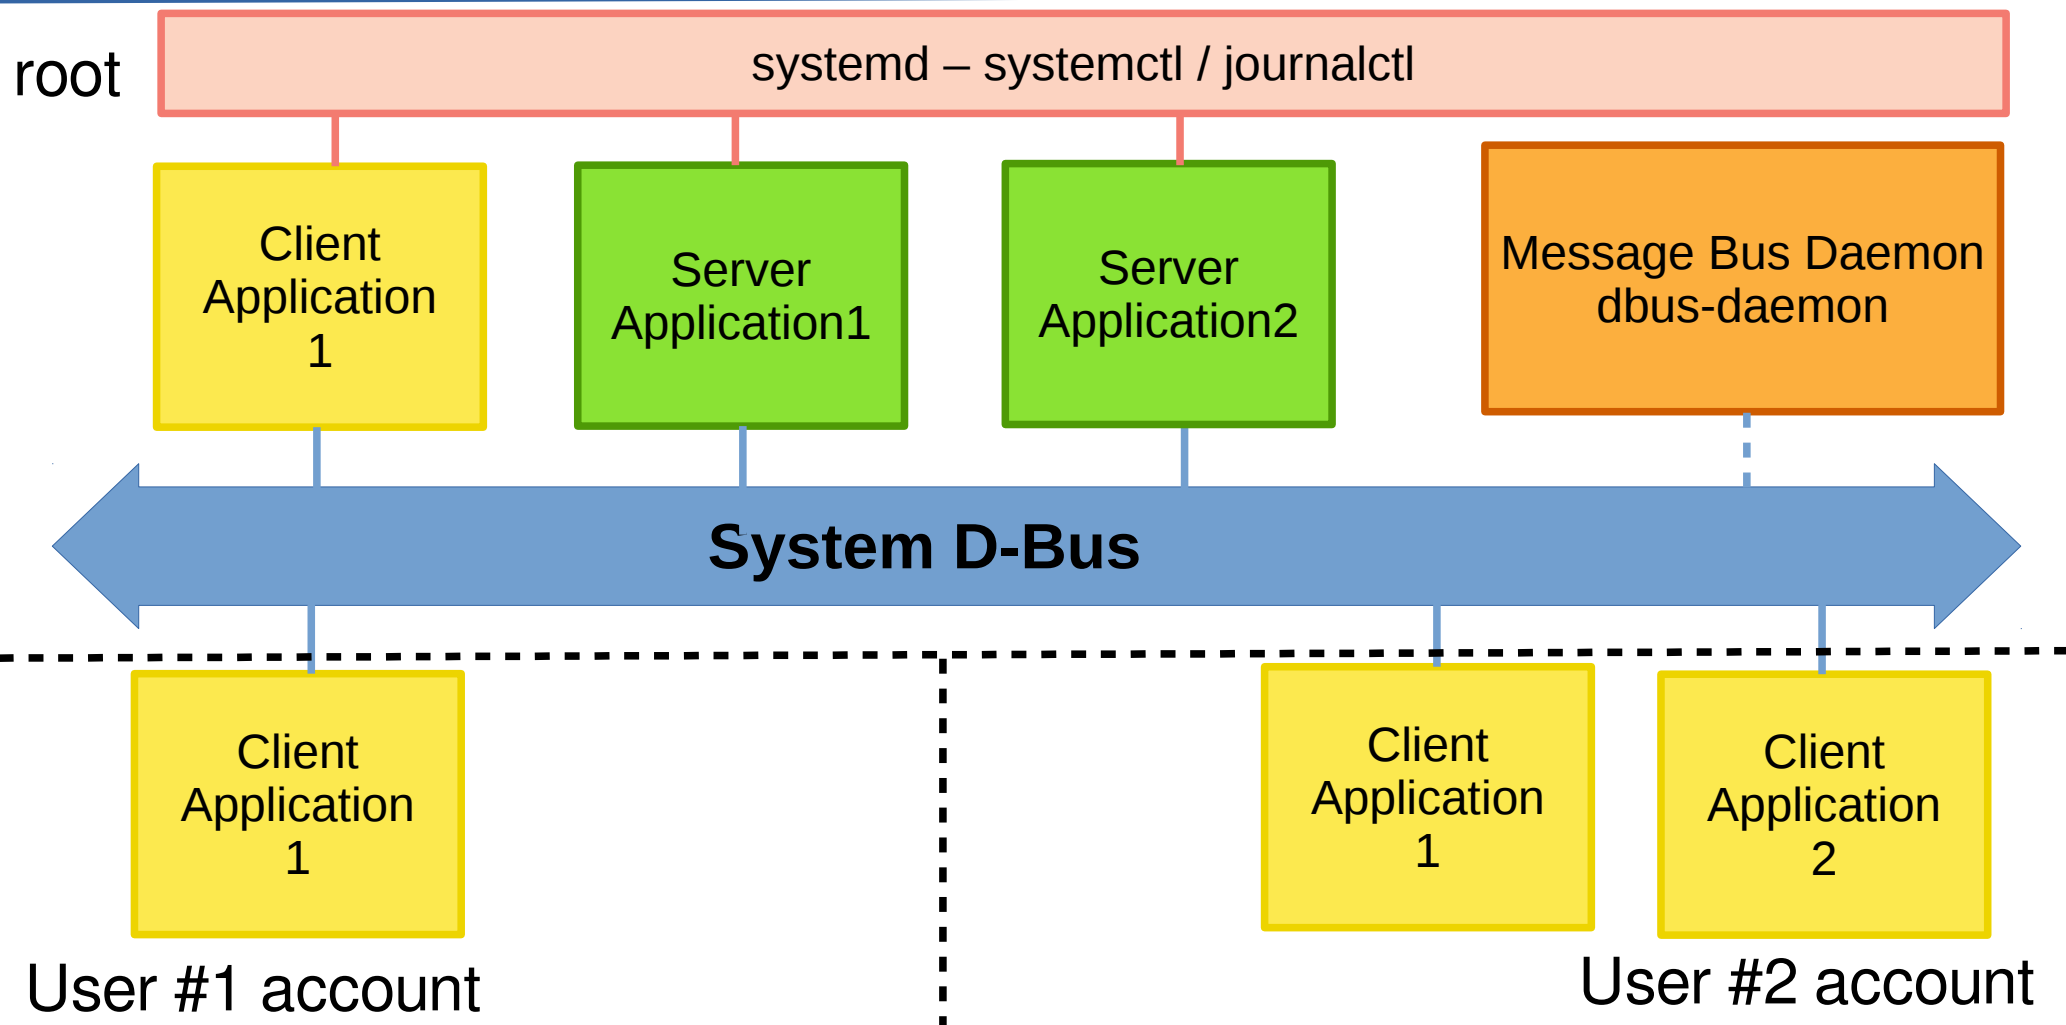 root
systemd – systemctl / journalctl
Client
Application
1
Server
Application1
Server
Application2
Message Bus Daemon
dbus-daemon
System D-Bus
Client
Application
1
Client
Application
1
Client
Application
2
User #1 account
User #2 account